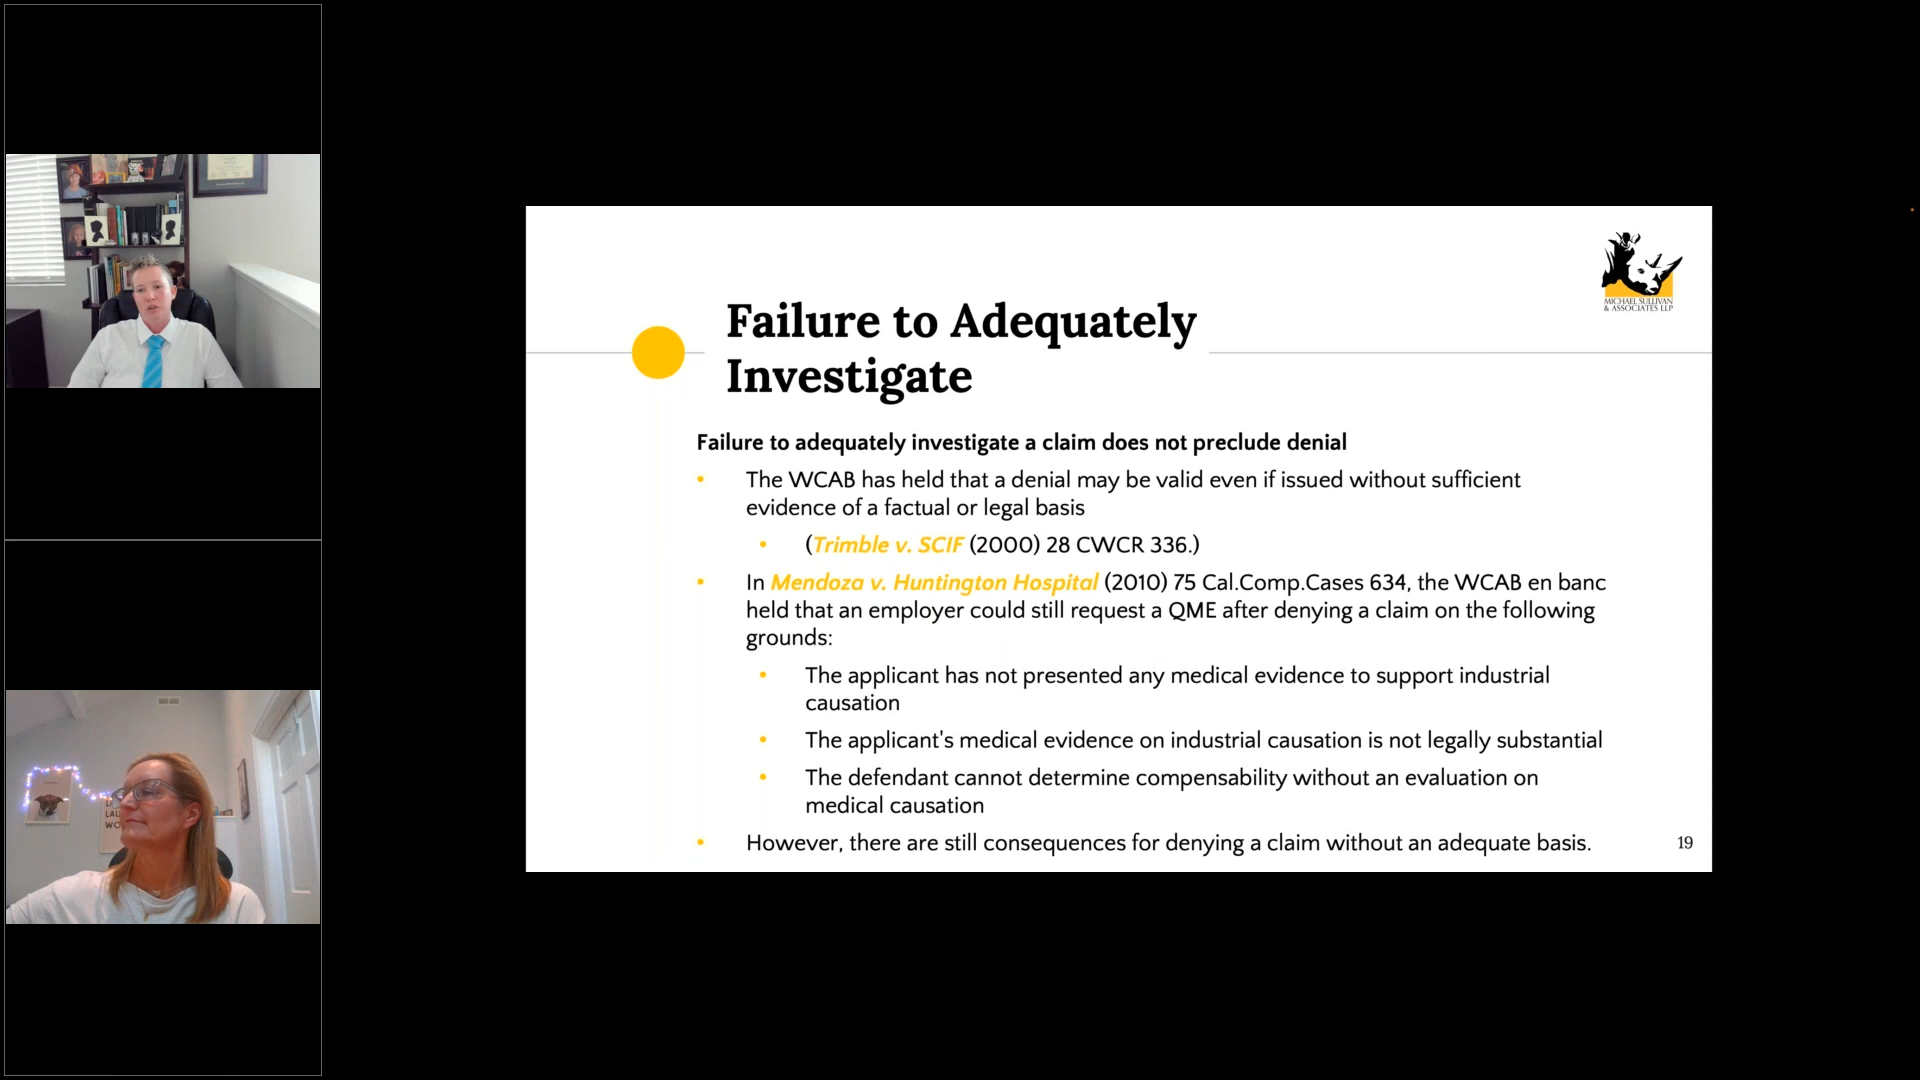 MICHAEL SULLIVAN
& ASSOCIATES LLP
Failure to Adequately
Investigate
Failure to adequately investigate a claim does not preclude denial
• The WCAB has held that a denial may be valid even if issued without sufficient
evidence of a factual or legal basis
• (Trimble v. SCIF (2000) 28 CWCR 336.)
• In Mendoza v. Huntington Hospital (2010) 75 Cal.Comp.Cases 634, the WCAB en banc
held that an employer could still request a QME after denying a claim on the following
grounds:
• The applicant has not presented any medical evidence to support industrial
causation
• The applicant's medical evidence on industrial causation is not legally substantial
• The defendant cannot determine compensability without an evaluation on
medical causation
• However, there are still consequences for denying a claim without an adequate basis.
19